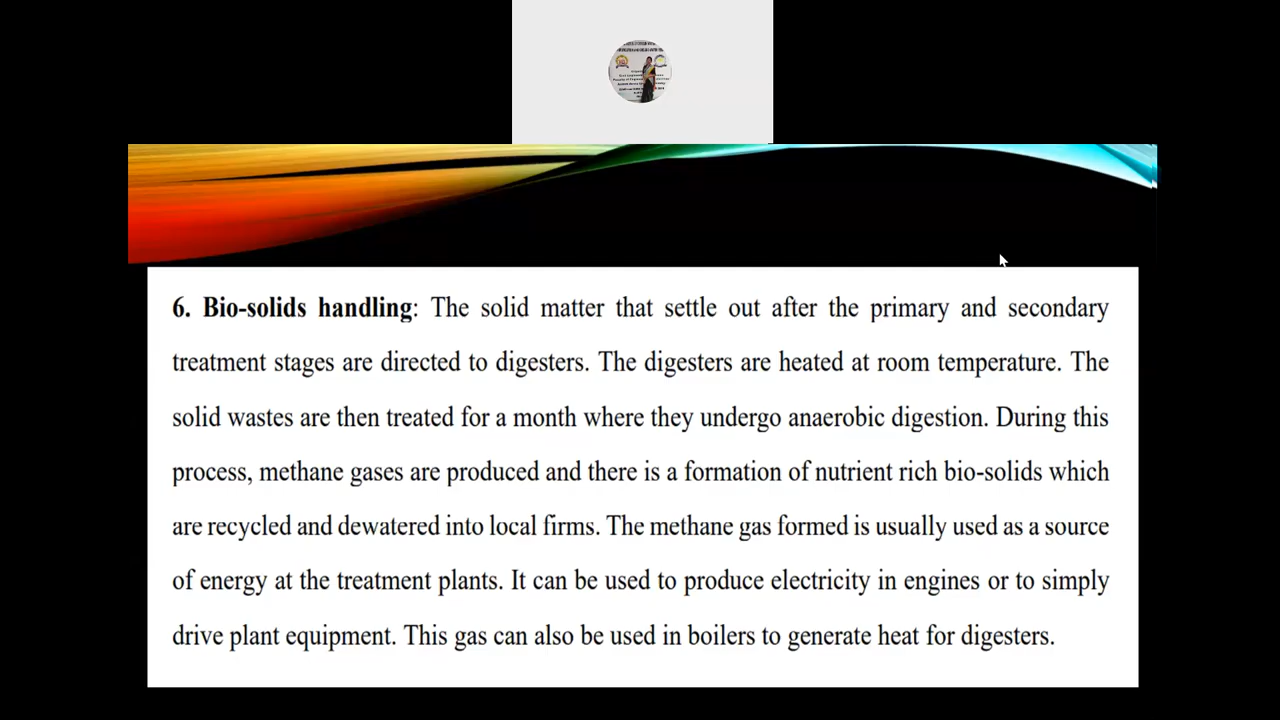 6. Bio-solids handling: The solid matter that settle out after the primary and secondary
treatment stages are directed to digesters. The digesters are heated at room temperature. The
solid wastes are then treated for a month where they undergo anaerobic digestion. During this
process, methane gases are produced and there is a formation of nutrient rich bio-solids which
are recycled and dewatered into local firms. The methane gas formed is usually used as a source
of energy at the treatment plants. It can be used to produce electricity in engines or to simply
drive plant equipment. This gas can also be used in boilers to generate heat for digesters.